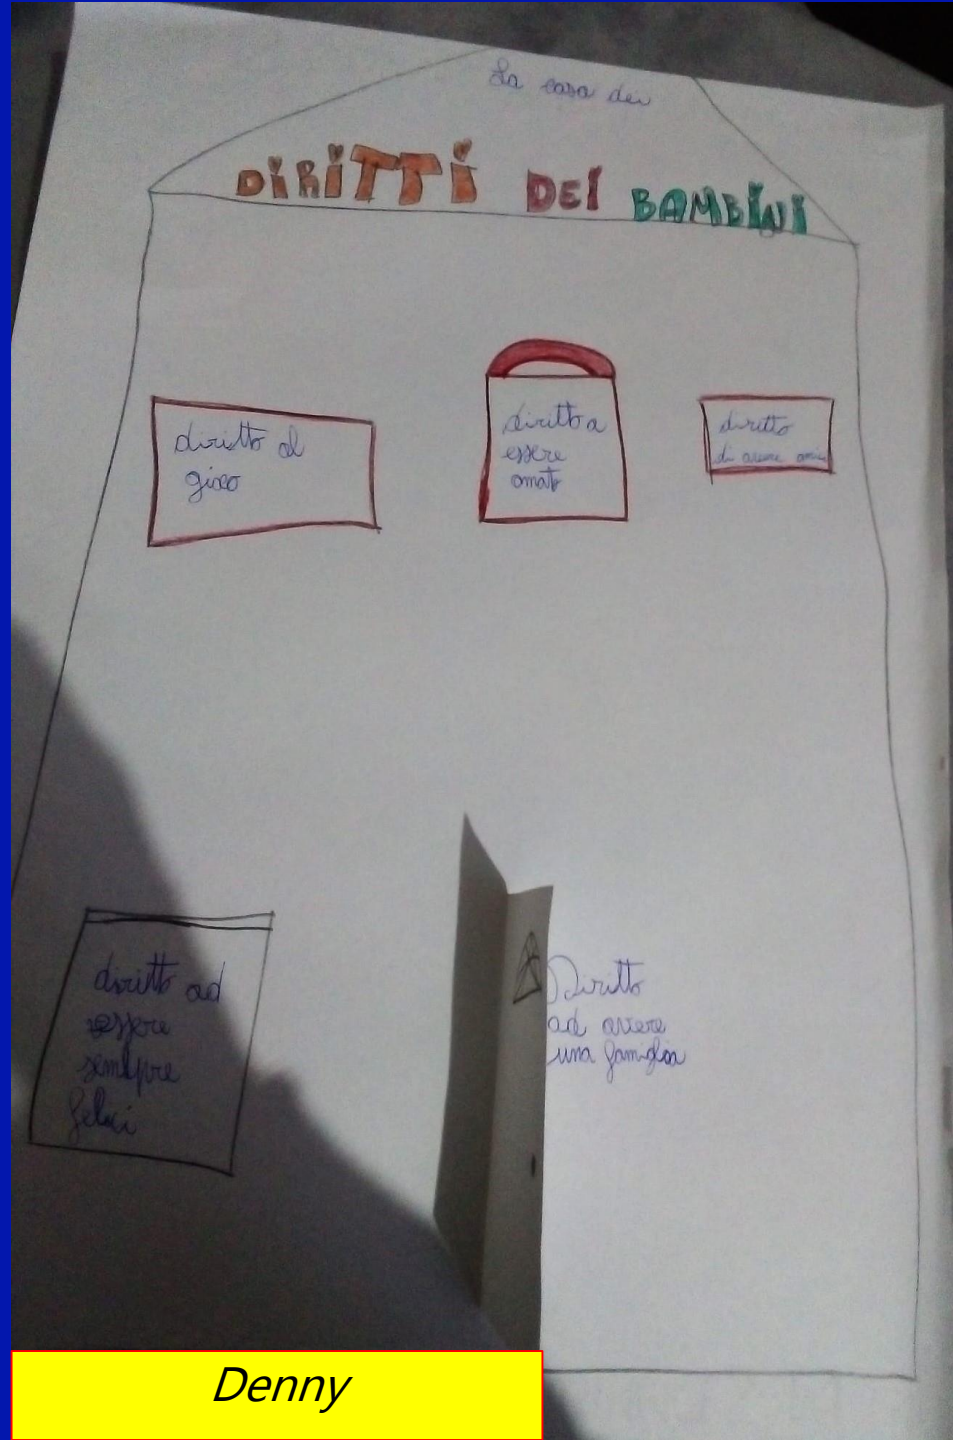 La casa dei
DIRITTI DEI BAMBINI
diritto al
gioco
diritto a
essere
amato
diritto
di avere amici
diritto ad
essere
sempre
felici
Diritto
ad avere
una famiglia
Denny